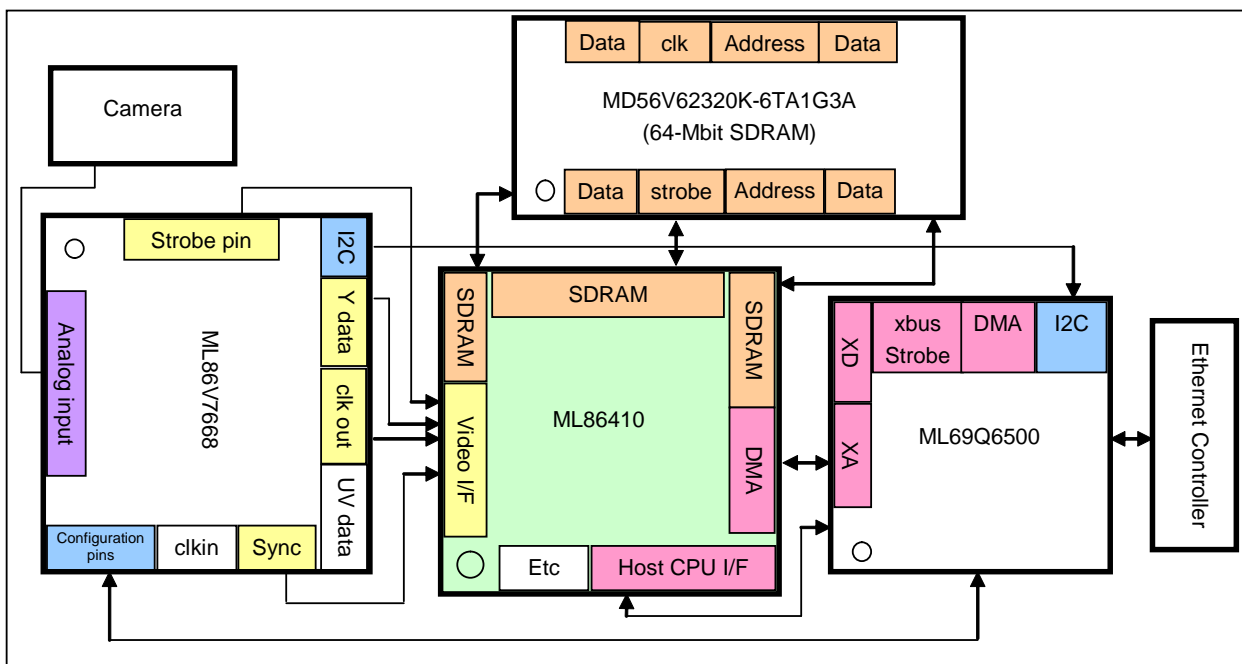 Camera
Data
clk
Address
Data
MD56V62320K-6TA1G3A
(64-Mbit SDRAM)
Data
strobe
Address
Data
Strobe pin
I2C
Y data
clk out
UV data
Analog input
ML86V7668
Configuration
pins
clkin
Sync
SDRAM
SDRAM
SDRAM
Video I/F
ML86410
DMA
Etc
Host CPU I/F
XD
xbus
Strobe
DMA
I2C
XA
ML69Q6500
Ethernet Controller